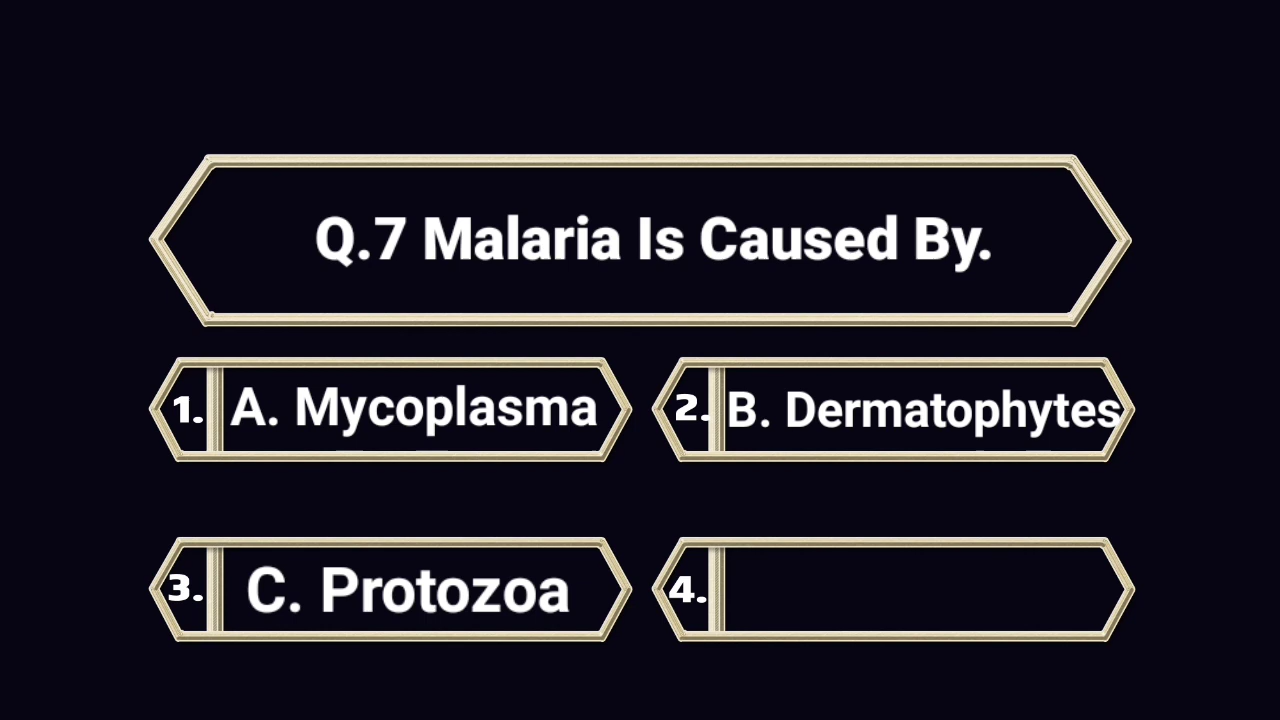 Q.7 Malaria Is Caused By.
1. A. Mycoplasma
2. B. Dermatophytes
3. C. Protozoa
4.